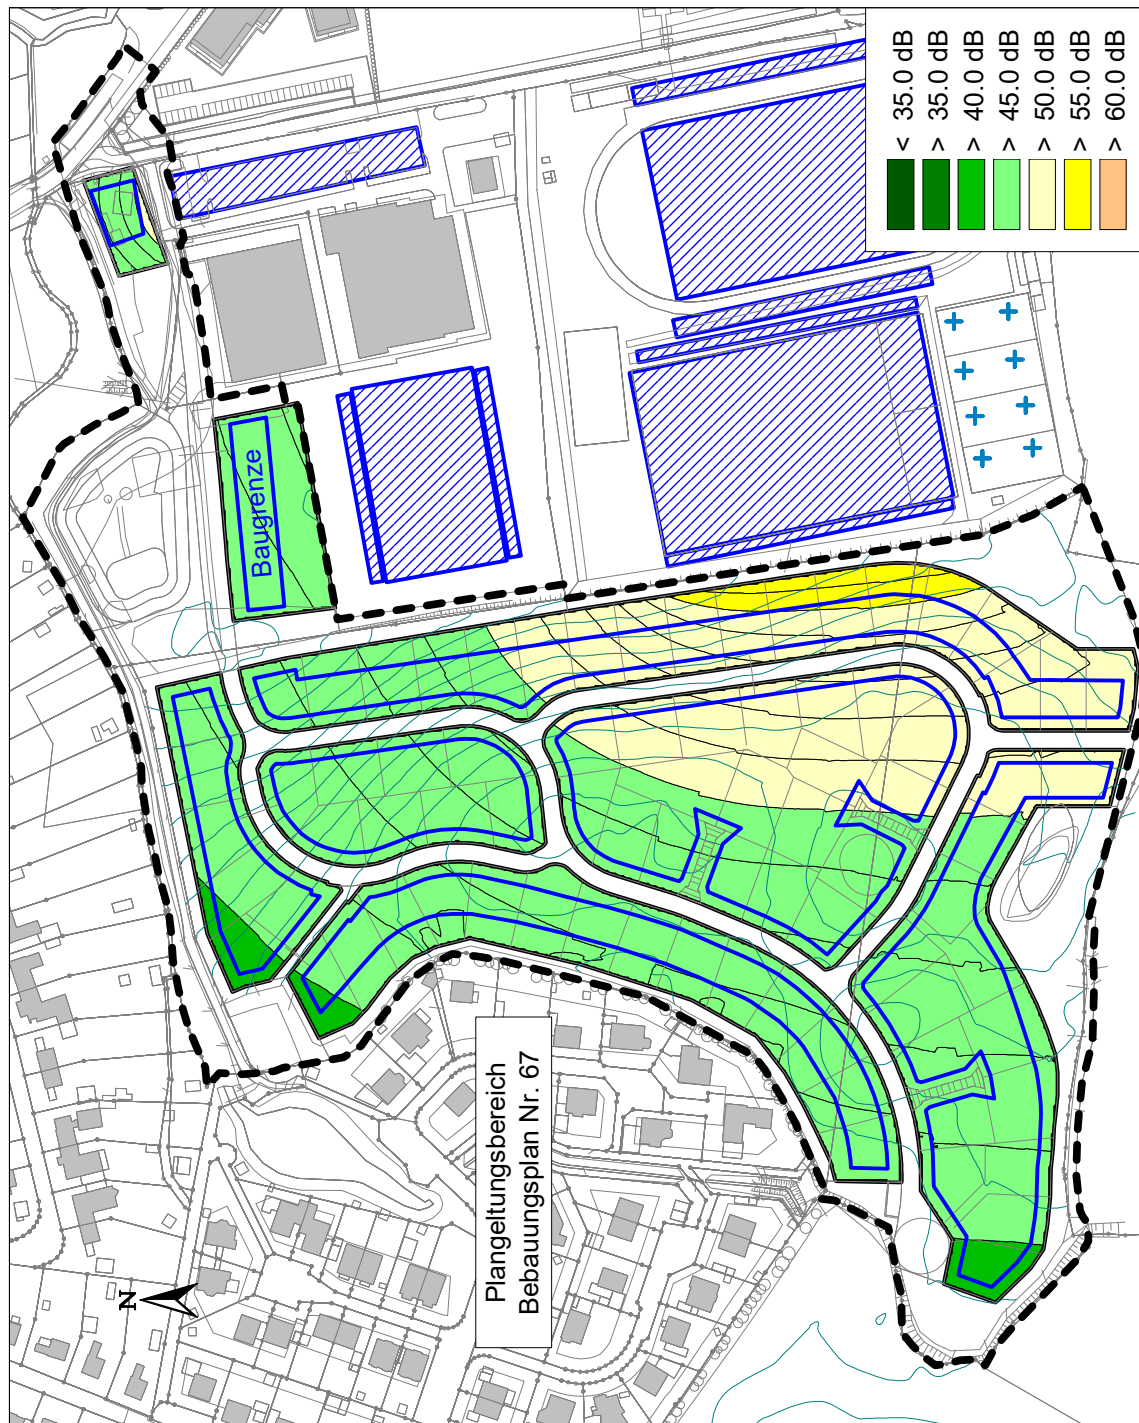 Plangeltungsbereich
Bebauungsplan Nr. 67
Baugrenze
N
< 35.0 dB
> 35.0 dB
> 40.0 dB
> 45.0 dB
> 50.0 dB
> 55.0 dB
> 60.0 dB